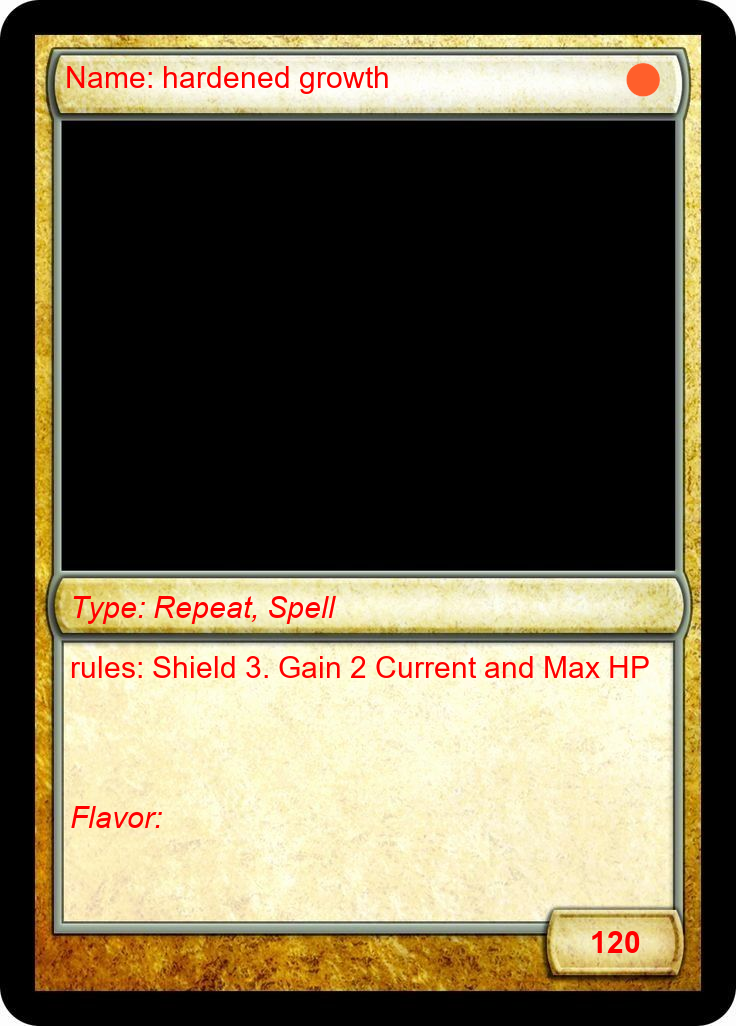 Name: hardened growth
Type: Repeat, Spell
rules: Shield 3. Gain 2 Current and Max HP
Flavor:
120